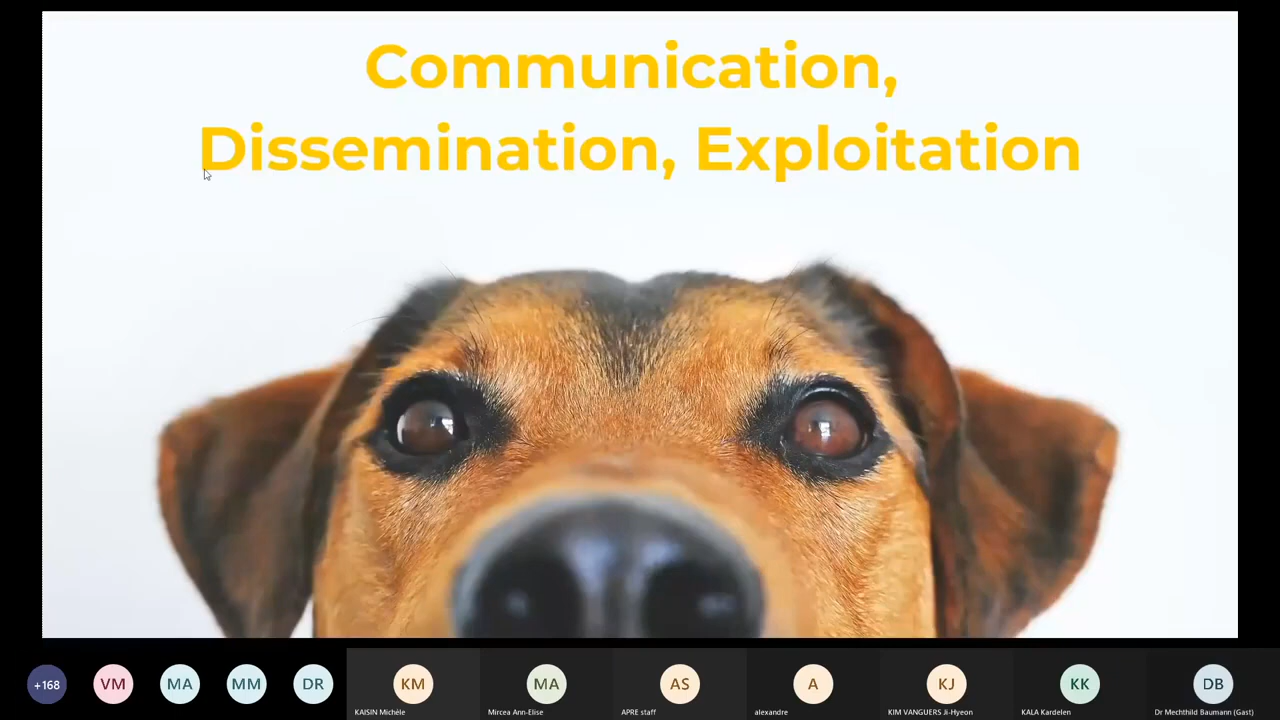 Communication,
Dissemination, Exploitation
+168
VM
MA
MM
DR
KM
MA
AS
A
KJ
KK
DB
KAISIN Michèle
Mircea Ann-Elise
APRE staff
alexandre
KIM VANGUERS Ji-Hyeon
KALA Kardelen
Dr Mechthild Baumann (Gast)